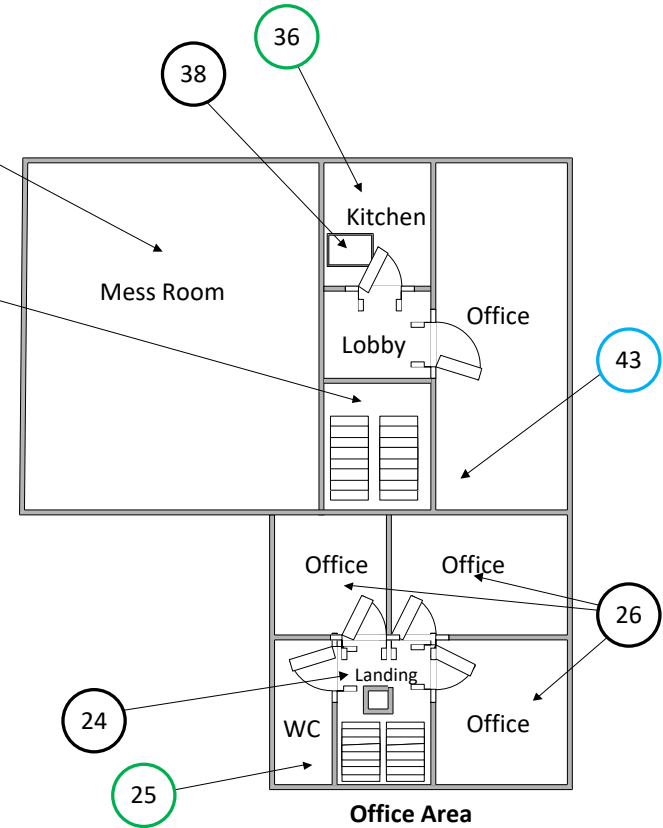 36
38
Kitchen
Mess Room
Office
Lobby
43
Office
Office
26
Landing
24
WC
Office
25
Office Area